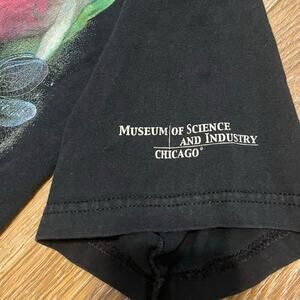 MUSEUM OF SCIENCE
AND INDUSTRY
CHICAGO®